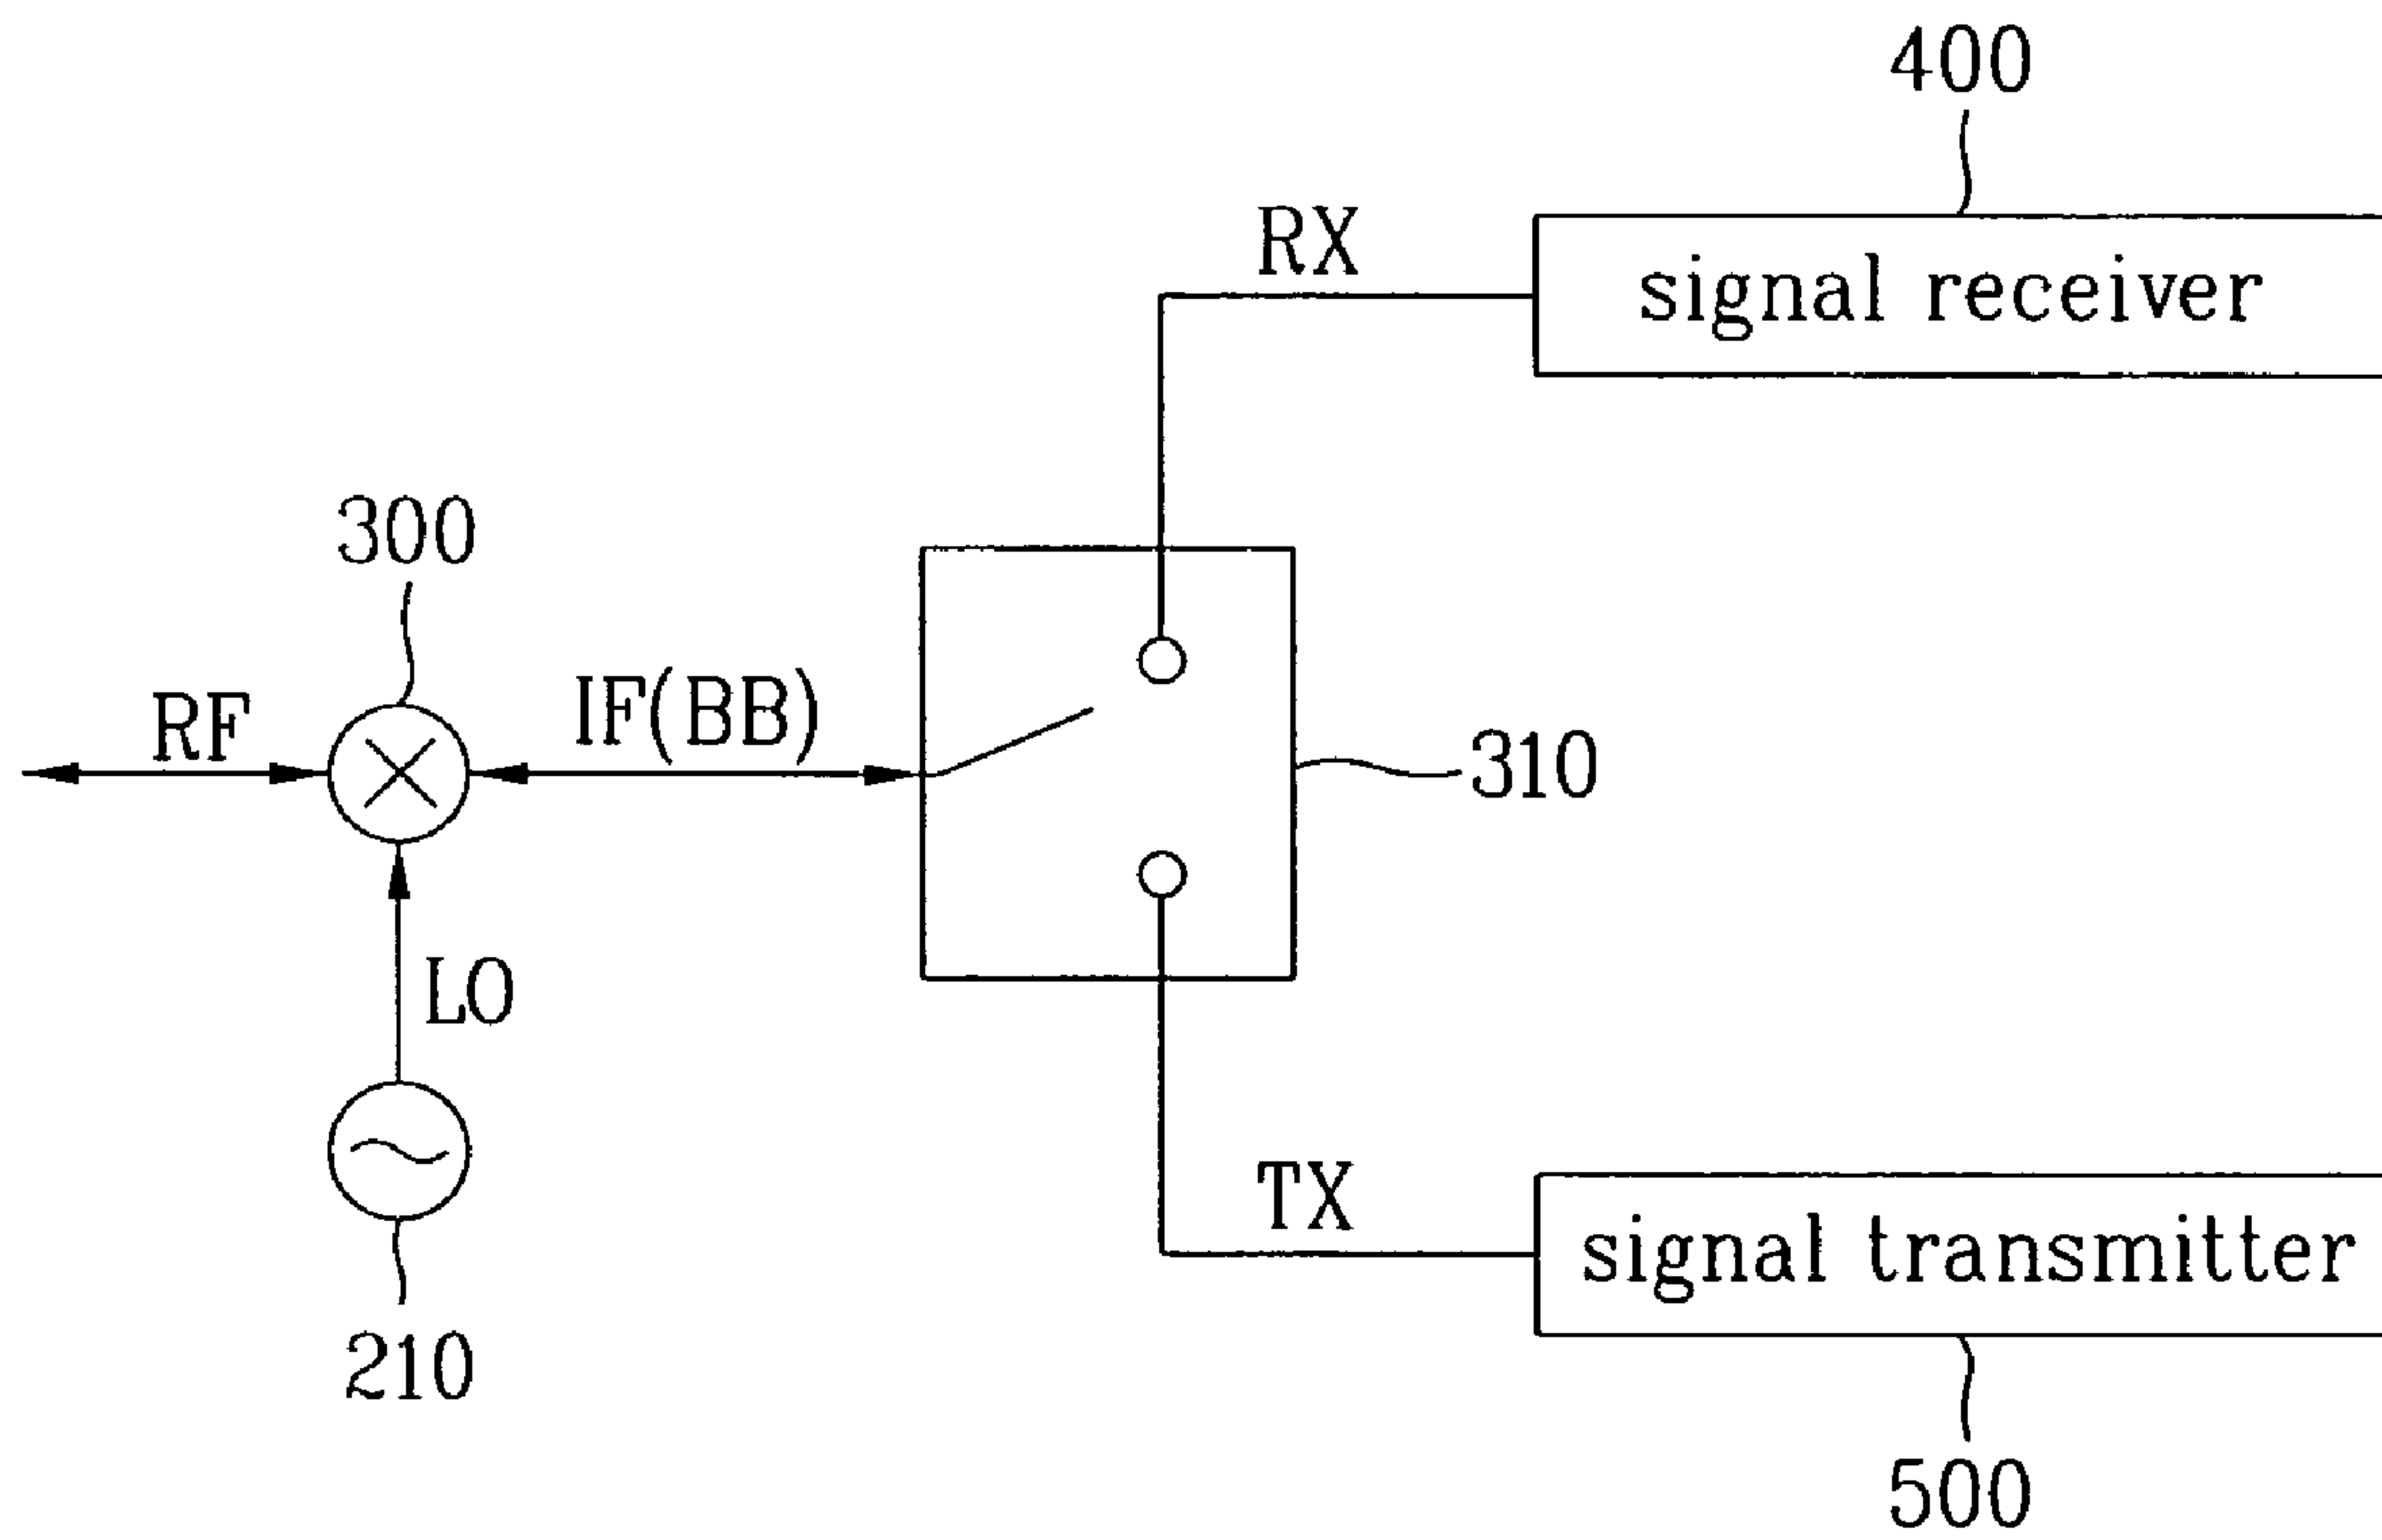 400
RX
signal receiver
300
RF
IF(BB)
310
LO
210
TX
signal transmitter
500